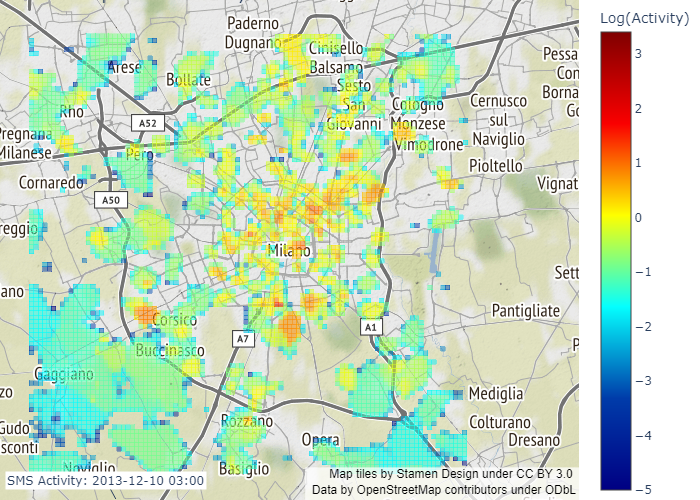 Log(Activity)
3
2
1
0
−1
−2
−3
−4
−5
Paderno
Dugnano
Cinisello
Balsamo
Arese
Bollate
Sesto
San
Giovanni
Cologno
Monzese
Cernusco
sul
Naviglio
Pessa
Con
Borna
Go
Rho
A52
Pregnana
Milanese
Pero
Vimodrone
Pioltello
Cornaredo
A50
Vignat
reggio
Milano
Sett
ano
Corsico
Pantigliate
A7
A1
Buccinasco
P
Gaggiano
zo
Mediglia
Rozzano
Colturano
Gudo
sconti
Opera
Dresano
Noviglio
Basiglio
SMS Activity: 2013-12-10 03:00
Map tiles by Stamen Design under CC BY 3.0
Data by OpenStreetMap contributors under ODbL